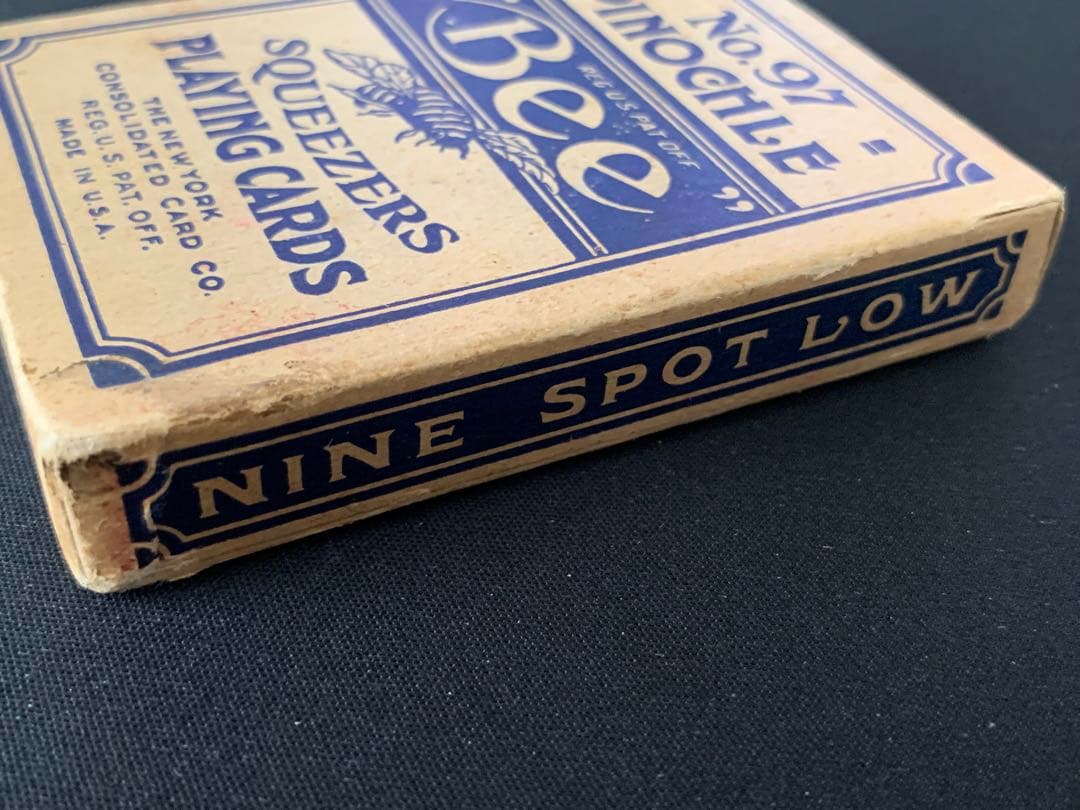 No. 97
PINOCHLE
"Bee"
REG. U.S. PAT. OFF
SQUEEZERS
PLAYING CARDS
THE NEW YORK
CONSOLIDATED CARD CO.
REG. U.S. PAT. OFF.
MADE IN U.S.A.
NINE SPOT LOW